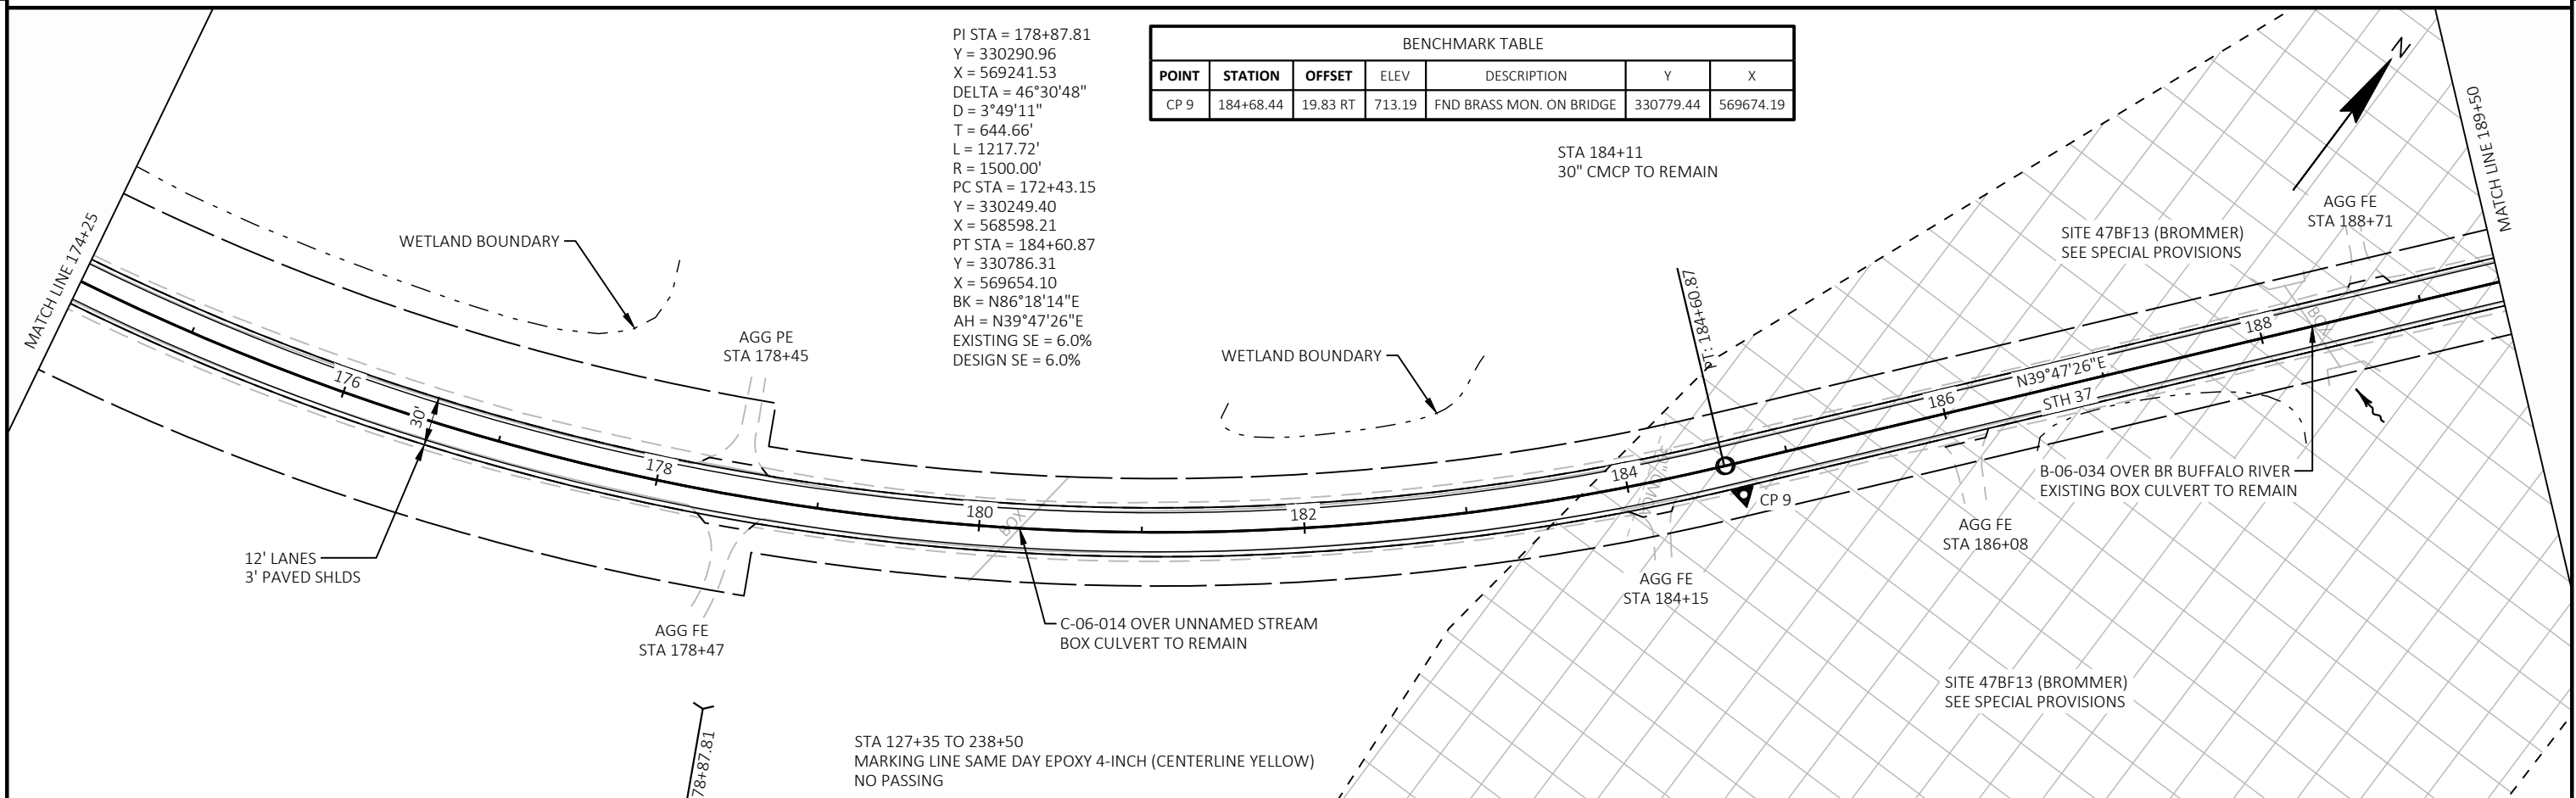 PI STA = 178+87.81
Y = 330290.96
X = 569241.53
DELTA = 46°30'48"
D = 3°49'11"
T = 644.66'
L = 1217.72'
R = 1500.00'
PC STA = 172+43.15
Y = 330249.40
X = 568598.21
PT STA = 184+60.87
Y = 330786.31
X = 569654.10
BK = N86°18'14"E
AH = N39°47'26"E
EXISTING SE = 6.0%
DESIGN SE = 6.0%
BENCHMARK TABLE
POINT STATION OFFSET ELEV DESCRIPTION Y X
CP 9 184+68.44 19.83 RT 713.19 FND BRASS MON. ON BRIDGE 330779.44 569674.19
STA 184+11
30" CMCP TO REMAIN
N
MATCH LINE 189+50
MATCH LINE 174+25
WETLAND BOUNDARY
AGG PE
STA 178+45
WETLAND BOUNDARY
PT: 184+60.87
SITE 47BF13 (BROMMER)
SEE SPECIAL PROVISIONS
AGG FE
STA 188+71
176
30'
178
180
BOX
182
184
186
N39°47'26"E
STH 37
188
BOX
CP 9
12' LANES
3' PAVED SHLDS
AGG FE
STA 178+47
C-06-014 OVER UNNAMED STREAM
BOX CULVERT TO REMAIN
AGG FE
STA 184+15
AGG FE
STA 186+08
B-06-034 OVER BR BUFFALO RIVER
EXISTING BOX CULVERT TO REMAIN
SITE 47BF13 (BROMMER)
SEE SPECIAL PROVISIONS
78+87.81
STA 127+35 TO 238+50
MARKING LINE SAME DAY EPOXY 4-INCH (CENTERLINE YELLOW)
NO PASSING